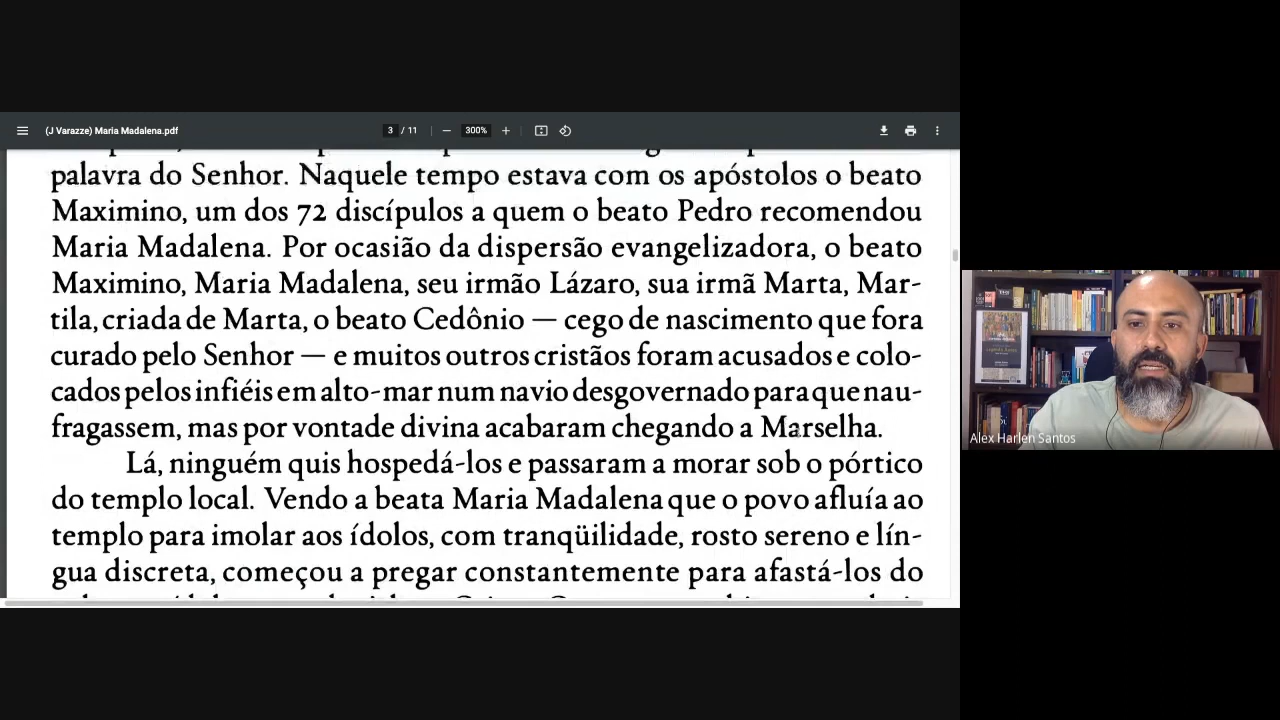 (J Varazze) Maria Madalena.pdf
3 / 11
300%
palavra do Senhor. Naquele tempo estava com os apóstolos o beato
Maximino, um dos 72 discípulos a quem o beato Pedro recomendou
Maria Madalena. Por ocasião da dispersão evangelizadora, o beato
Maximino, Maria Madalena, seu irmão Lázaro, sua irmã Marta, Mar-
tila, criada de Marta, o beato Cedônio — cego de nascimento que fora
curado pelo Senhor — e muitos outros cristãos foram acusados e colo-
cados pelos infiéis em alto-mar num navio desgovernado para que nau-
fragassem, mas por vontade divina acabaram chegando a Marselha.
Lá, ninguém quis hospedá-los e passaram a morar sob o pórtico
do templo local. Vendo a beata Maria Madalena que o povo afluía ao
templo para imolar aos ídolos, com tranqüilidade, rosto sereno e lín-
gua discreta, começou a pregar constantemente para afastá-los do
Alex Harlen Santos